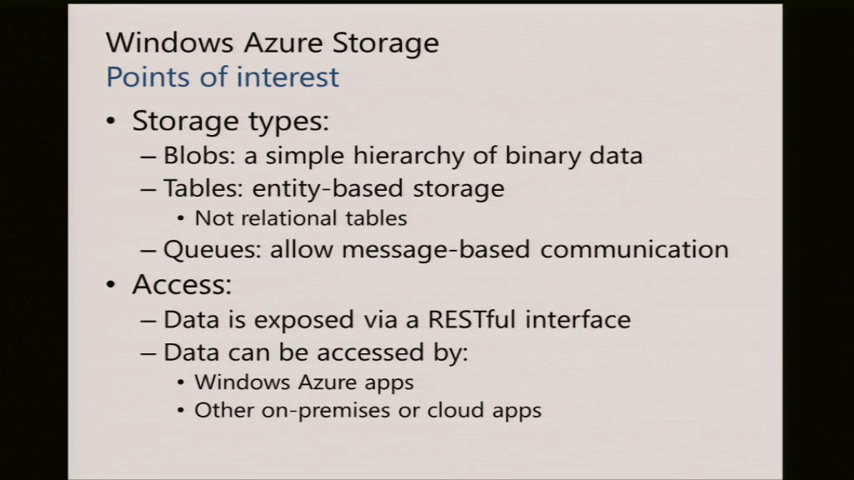 Windows Azure Storage
Points of interest
• Storage types:
– Blobs: a simple hierarchy of binary data
– Tables: entity-based storage
• Not relational tables
– Queues: allow message-based communication
• Access:
– Data is exposed via a RESTful interface
– Data can be accessed by:
• Windows Azure apps
• Other on-premises or cloud apps